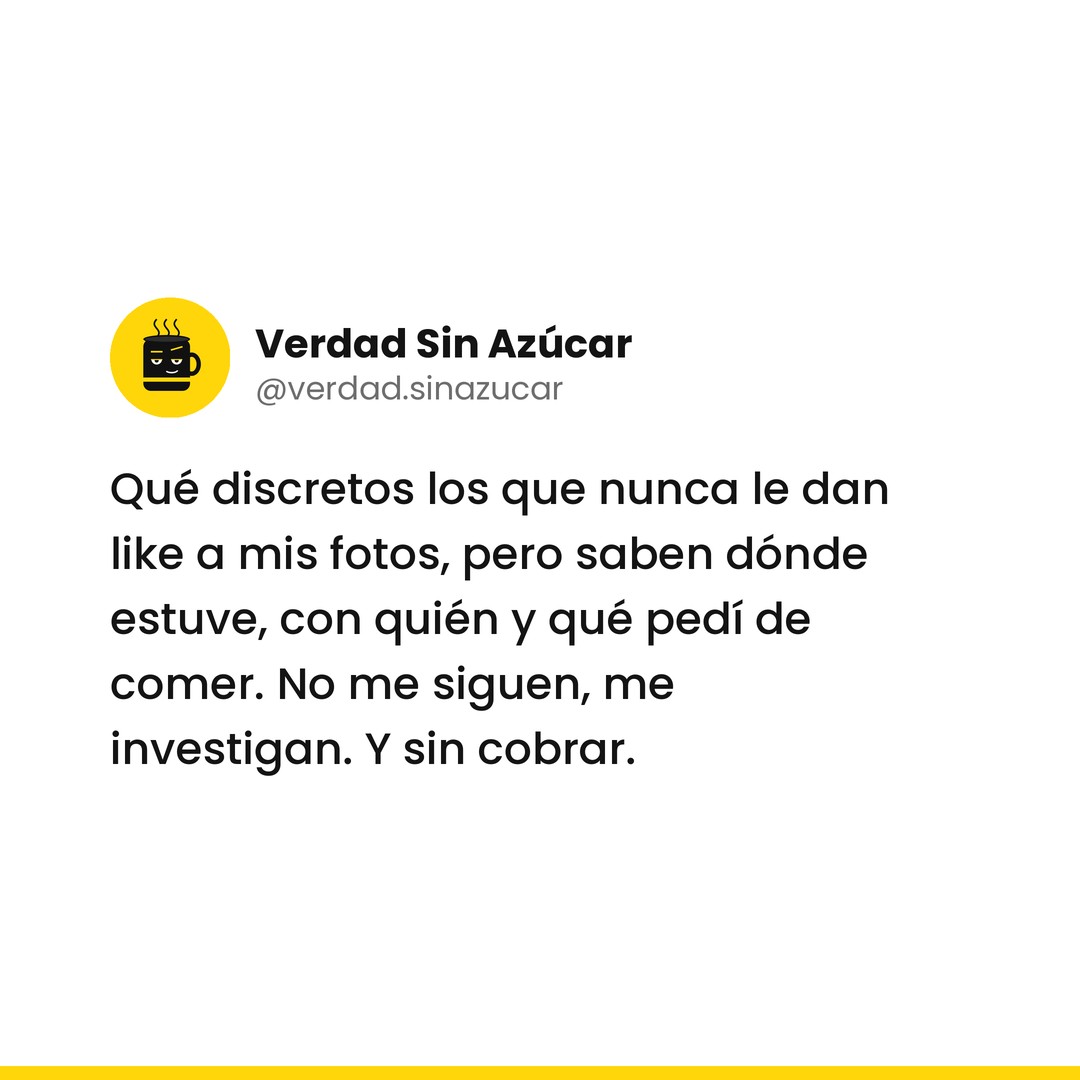 Verdad Sin Azúcar
@verdad.sinazucar
Qué discretos los que nunca le dan
like a mis fotos, pero saben dónde
estuve, con quién y qué pedí de
comer. No me siguen, me
investigan. Y sin cobrar.